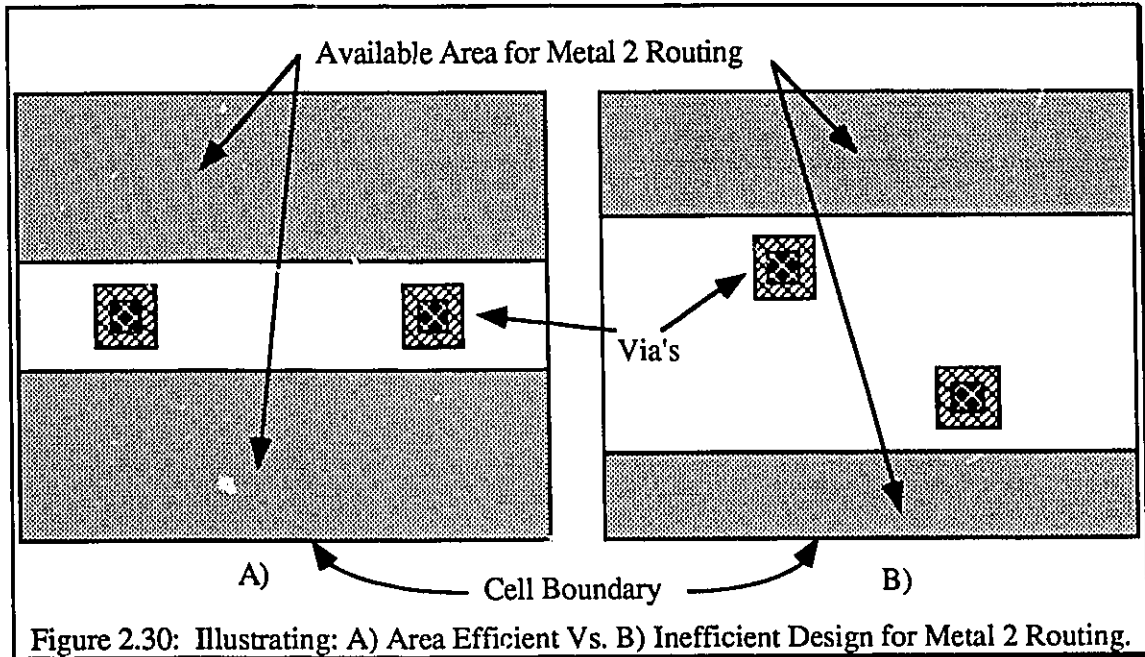 Available Area for Metal 2 Routing
Via's
A)
Cell Boundary
B)
Figure 2.30: Illustrating: A) Area Efficient Vs. B) Inefficient Design for Metal 2 Routing.